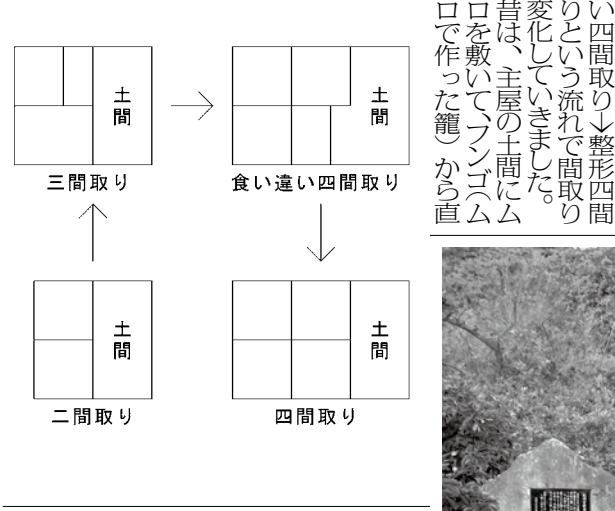 い四間取り→整形四間
りという流れで間取り
変化していきました。
昔は、主屋の土間にム
ロを敷いて、フンゴ(ム
ロで作った籠)から直
土間
三間取り
土間
食い違い四間取り
土間
二間取り
土間
四間取り